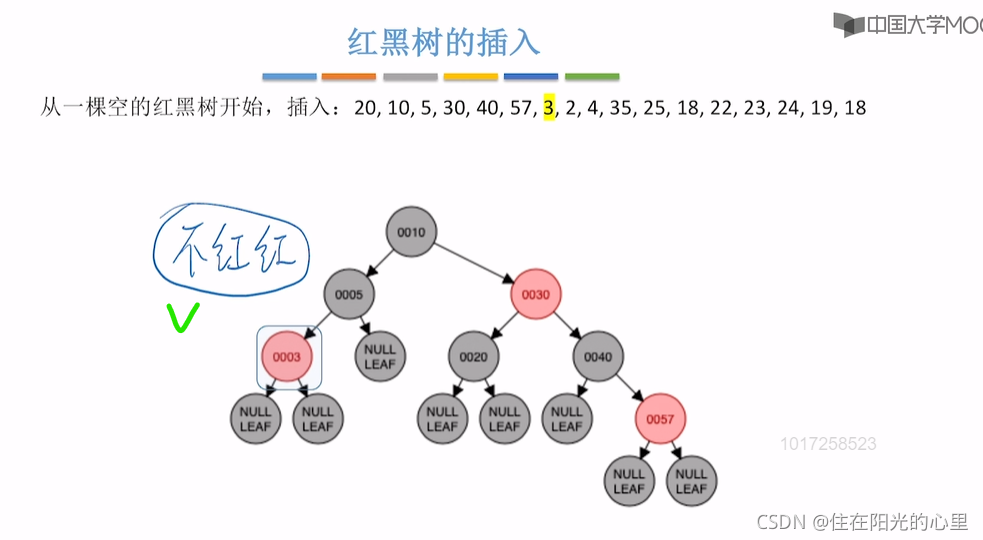 中国大学MOO
红黑树的插入
从一棵空的红黑树开始，插入：20, 10, 5, 30, 40, 57, 3, 2, 4, 35, 25, 18, 22, 23, 24, 19, 18
不红红
0010
0005
0030
0003
NULL
LEAF
0020
0040
NULL
LEAF
NULL
LEAF
NULL
LEAF
NULL
LEAF
NULL
LEAF
0057
NULL
LEAF
NULL
LEAF
1017258523
CSDN @住在阳光的心里